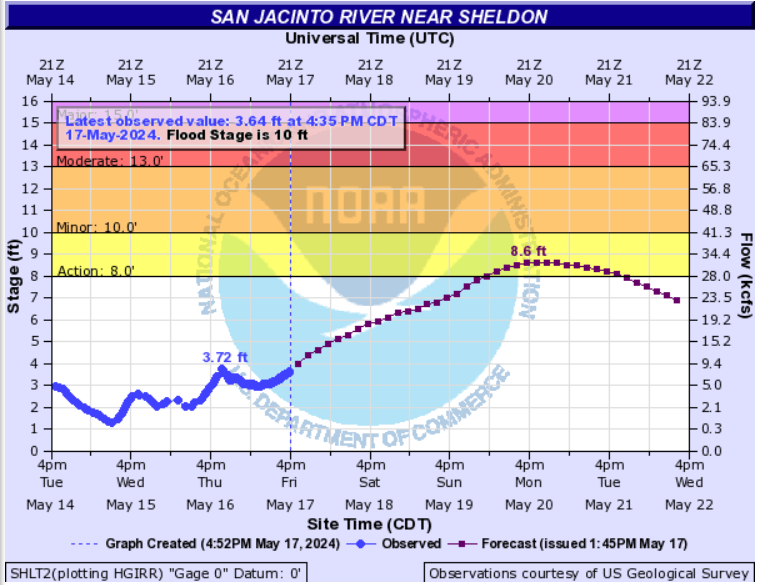 SAN JACINTO RIVER NEAR SHELDON
Universal Time (UTC)
21Z 21Z 21Z 21Z 21Z 21Z 21Z 21Z 21Z
May 14 May 15 May 16 May 17 May 18 May 19 May 20 May 21 May 22
16 93.9
Major: 15.0'
Latest observed value: 3.64 ft at 4:35 PM CDT
17-May-2024. Flood Stage is 10 ft
15 83.9
14 74.4
Moderate: 13.0'
13 65.3
12 56.8
11 48.8
Minor: 10.0'
10 41.3
9 34.4
8.6 ft
Action: 8.0'
8 28.0
7 23.5
6 19.2
5 15.2
3.72 ft
4 9.4
3 5.0
2 2.1
1 0.3
0 0.0
Stage (ft)
Flow (kcfs)
NATIONAL OCEANIC AND ATMOSPHERIC ADMINISTRATION
NOAA
U.S. DEPARTMENT OF COMMERCE
4pm 4pm 4pm 4pm 4pm 4pm 4pm 4pm 4pm
Tue Wed Thu Fri Sat Sun Mon Tue Wed
May 14 May 15 May 16 May 17 May 18 May 19 May 20 May 21 May 22
Site Time (CDT)
Graph Created (4:52PM May 17, 2024) Observed Forecast (issued 1:45PM May 17)
SHLT2(plotting HGIRR) "Gage 0" Datum: 0'
Observations courtesy of US Geological Survey